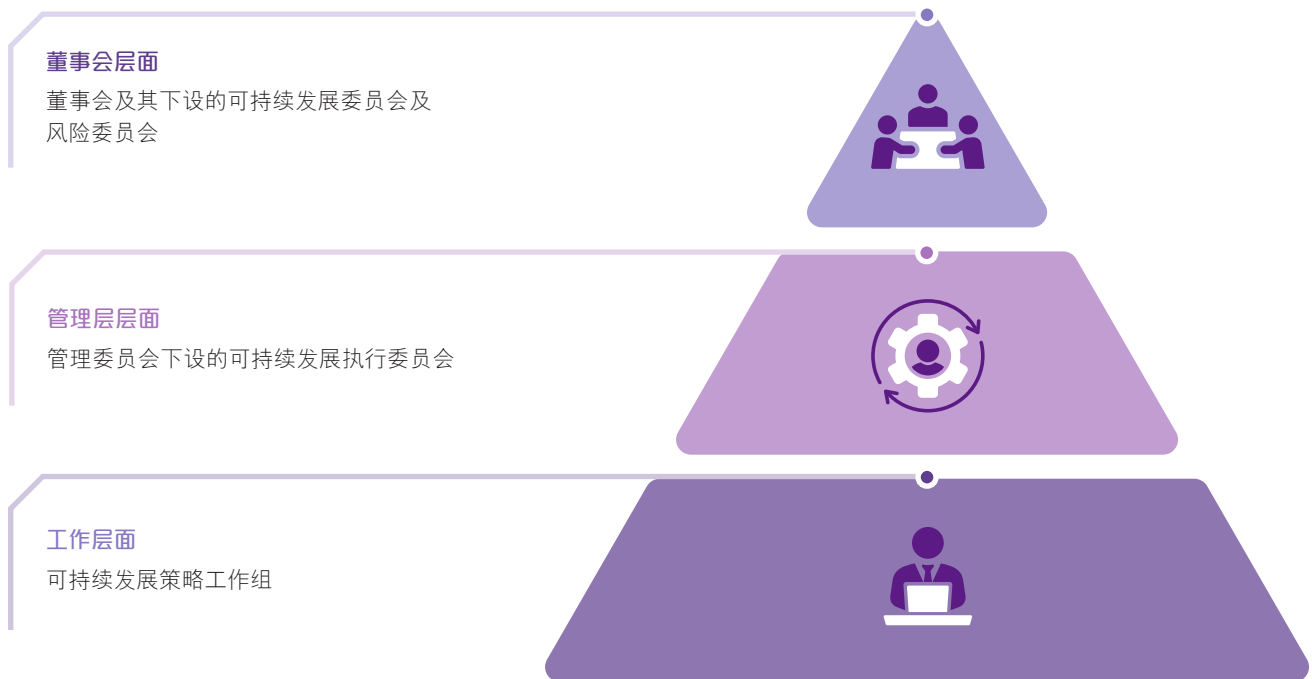 董事会层面
董事会及其下设的可持续发展委员会及
风险委员会
管理层层面
管理委员会下设的可持续发展执行委员会
工作层面
可持续发展策略工作组